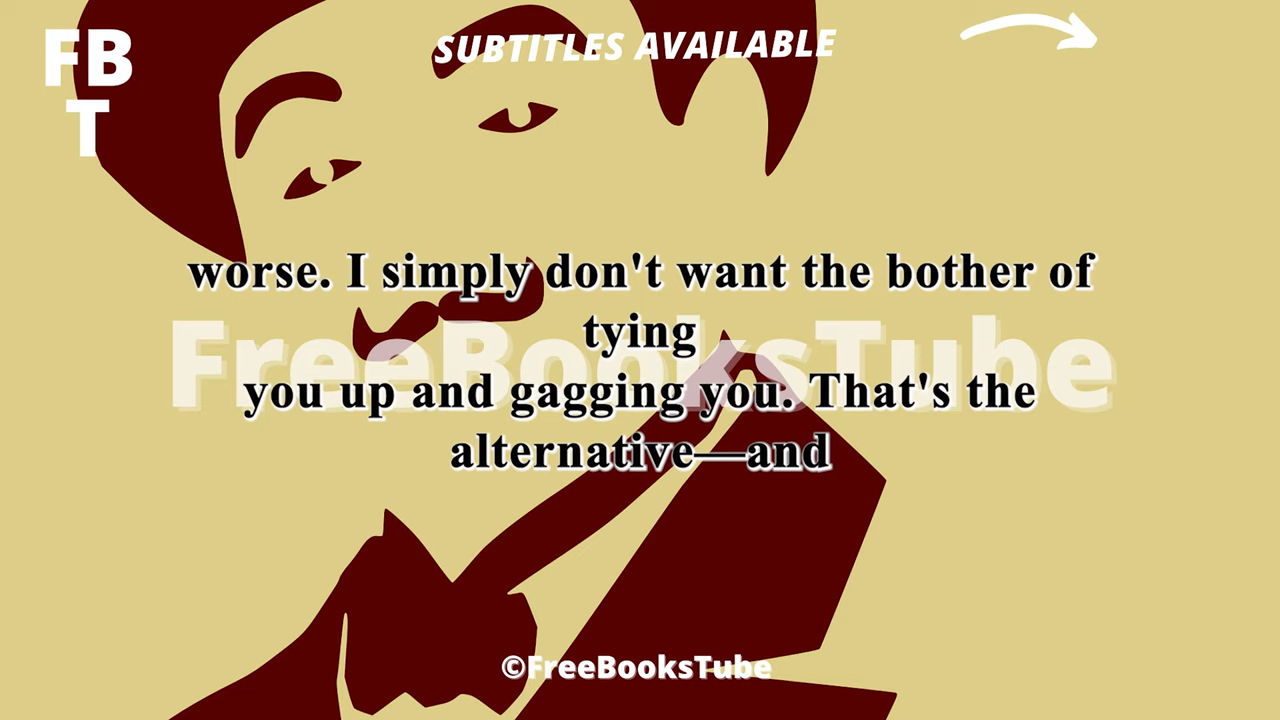 FB
T
SUBTITLES AVAILABLE
worse. I simply don't want the bother of
tying
FreeBooksTube
you up and gagging you. That's the
alternative—and
©FreeBooksTube